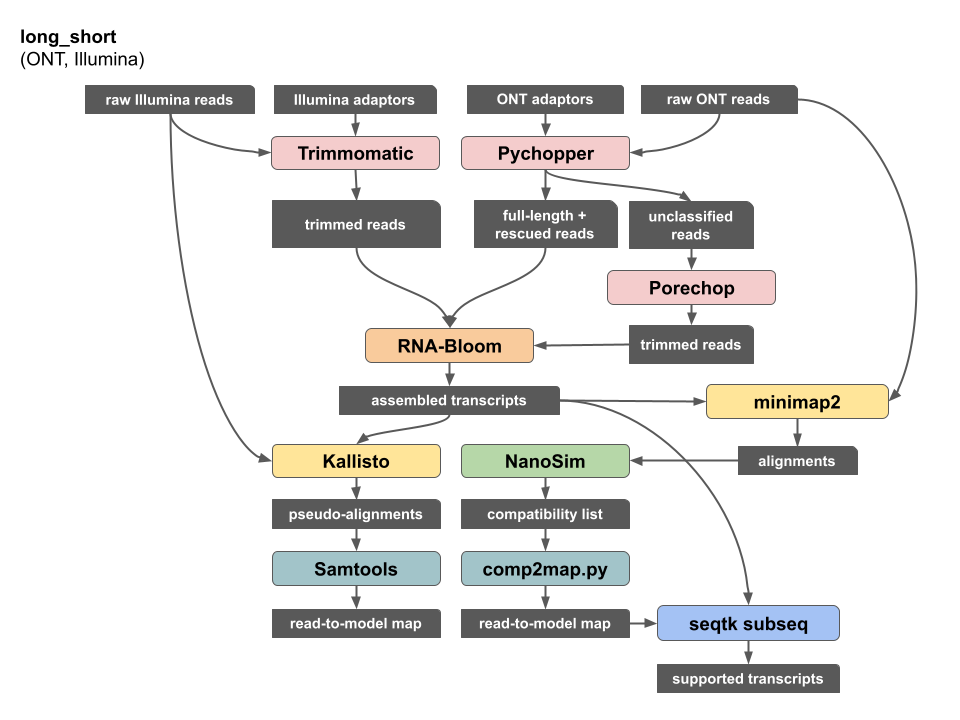 long_short
(ONT, Illumina)
raw Illumina reads
Illumina adaptors
ONT adaptors
raw ONT reads
Trimmomatic
Pychopper
trimmed reads
full-length +
rescued reads
unclassified
reads
Porechop
RNA-Bloom
trimmed reads
assembled transcripts
minimap2
Kallisto
NanoSim
alignments
pseudo-alignments
compatibility list
Samtools
comp2map.py
read-to-model map
read-to-model map
seqtk subseq
supported transcripts